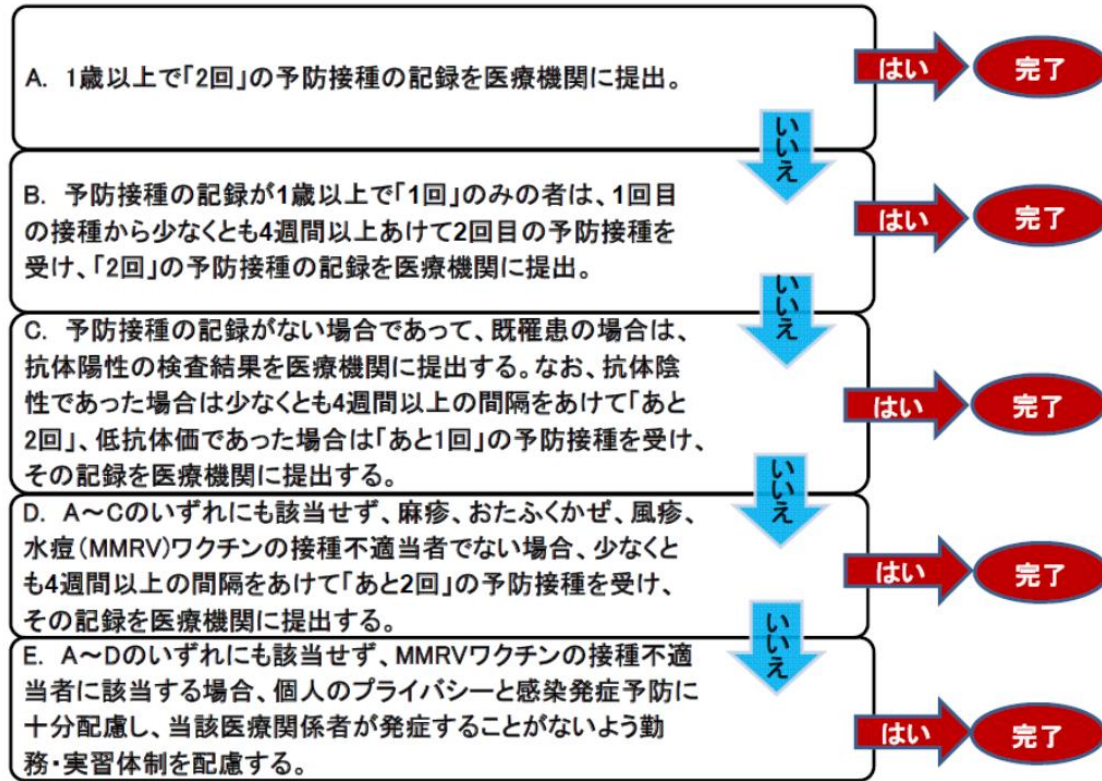 A. 1歳以上で「2回」の予防接種の記録を医療機関に提出。
はい
完了
いいえ
B. 予防接種の記録が1歳以上で「1回」のみの者は、1回目
の接種から少なくとも4週間以上あけて2回目の予防接種を
受け、「2回」の予防接種の記録を医療機関に提出。
はい
完了
いいえ
C. 予防接種の記録がない場合であって、既罹患の場合は、
抗体陽性の検査結果を医療機関に提出する。なお、抗体陰
性であった場合は少なくとも4週間以上の間隔をあけて「あと
2回」、低抗体価であった場合は「あと1回」の予防接種を受け、
その記録を医療機関に提出する。
はい
完了
いいえ
D. A～Cのいずれにも該当せず、麻疹、おたふくかぜ、風疹、
水痘(MMRV)ワクチンの接種不適当者でない場合、少なくと
も4週間以上の間隔をあけて「あと2回」の予防接種を受け、
その記録を医療機関に提出する。
はい
完了
いいえ
E. A～Dのいずれにも該当せず、MMRVワクチンの接種不適
当者に該当する場合、個人のプライバシーと感染発症予防に
十分配慮し、当該医療関係者が発症することがないよう勤
務・実習体制を配慮する。
はい
完了